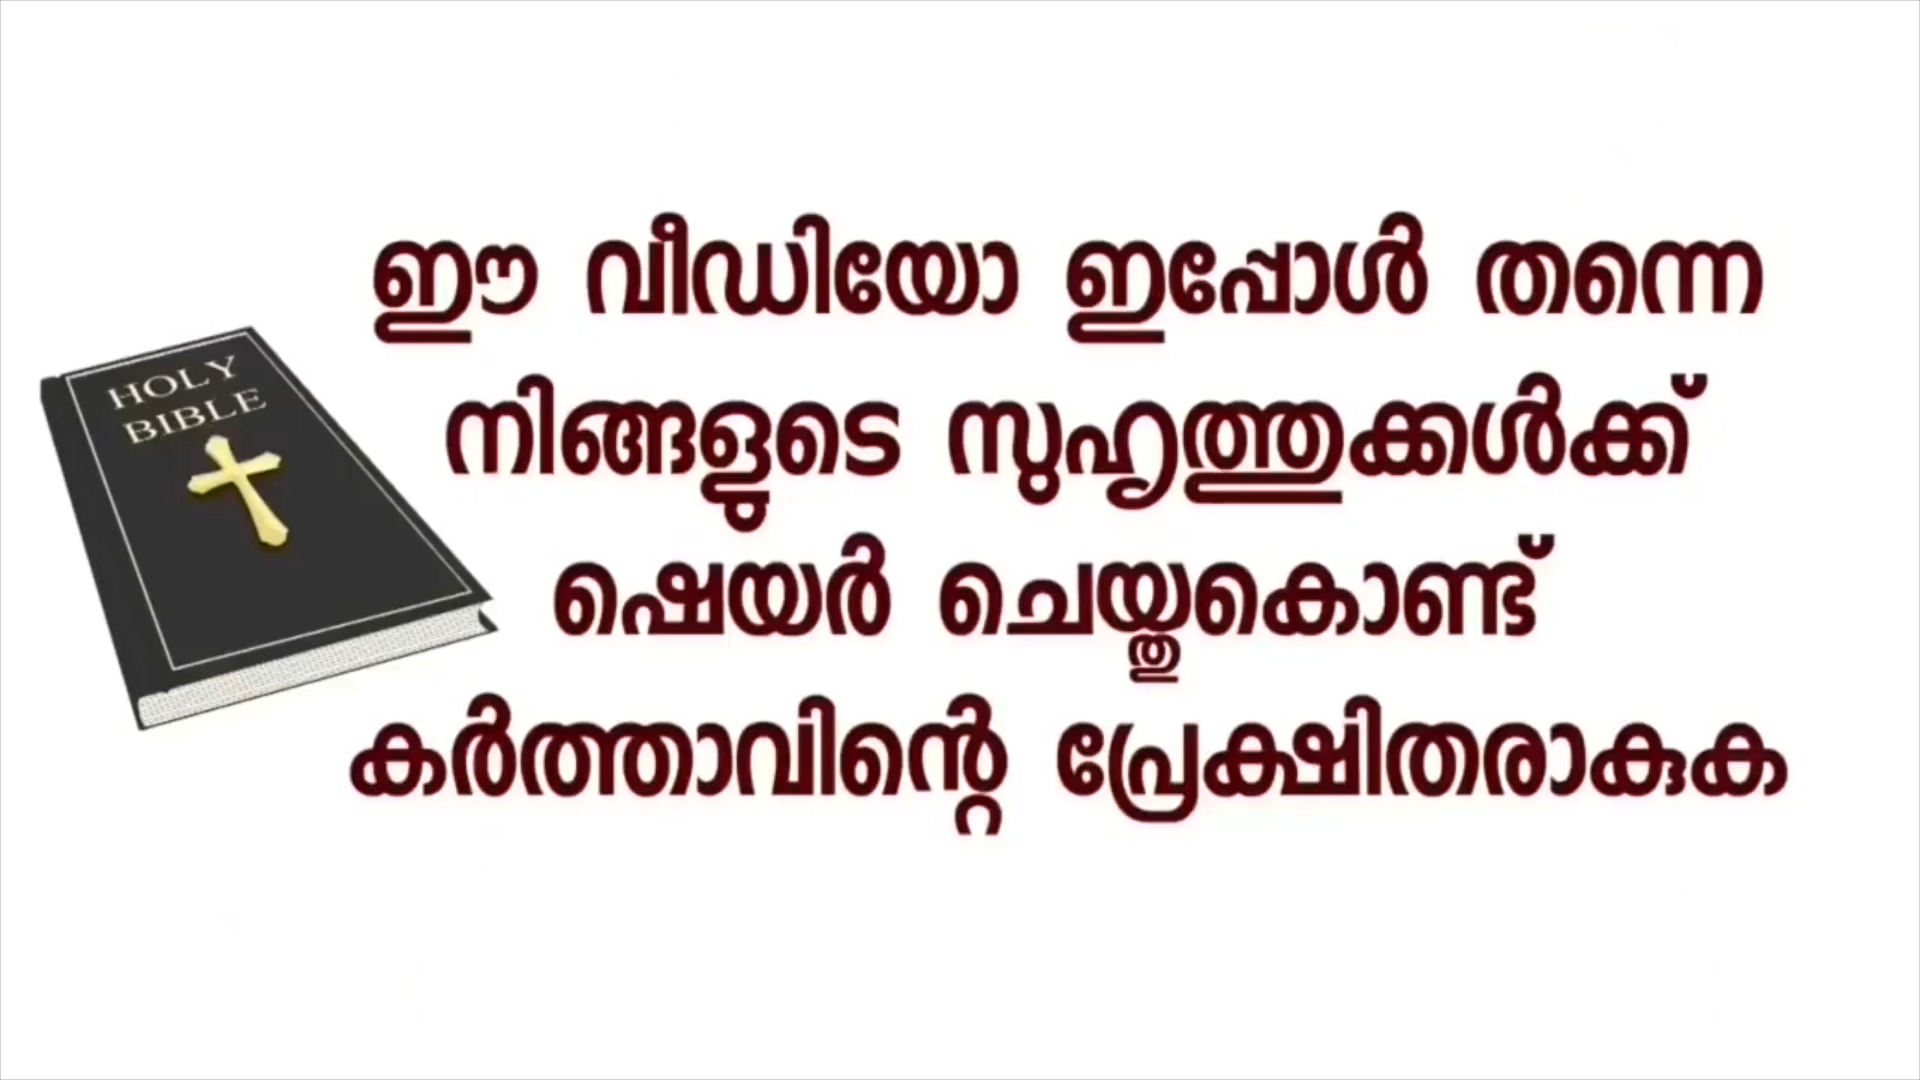 HOLY
BIBLE
ഈ വീഡിയോ ഇപ്പോൾ തന്നെ
നിങ്ങളുടെ സുഹൃത്തുക്കൾക്ക്
ഷെയർ ചെയ്തുകൊണ്ട്
കർത്താവിന്റെ പ്രേക്ഷിതരാകുക